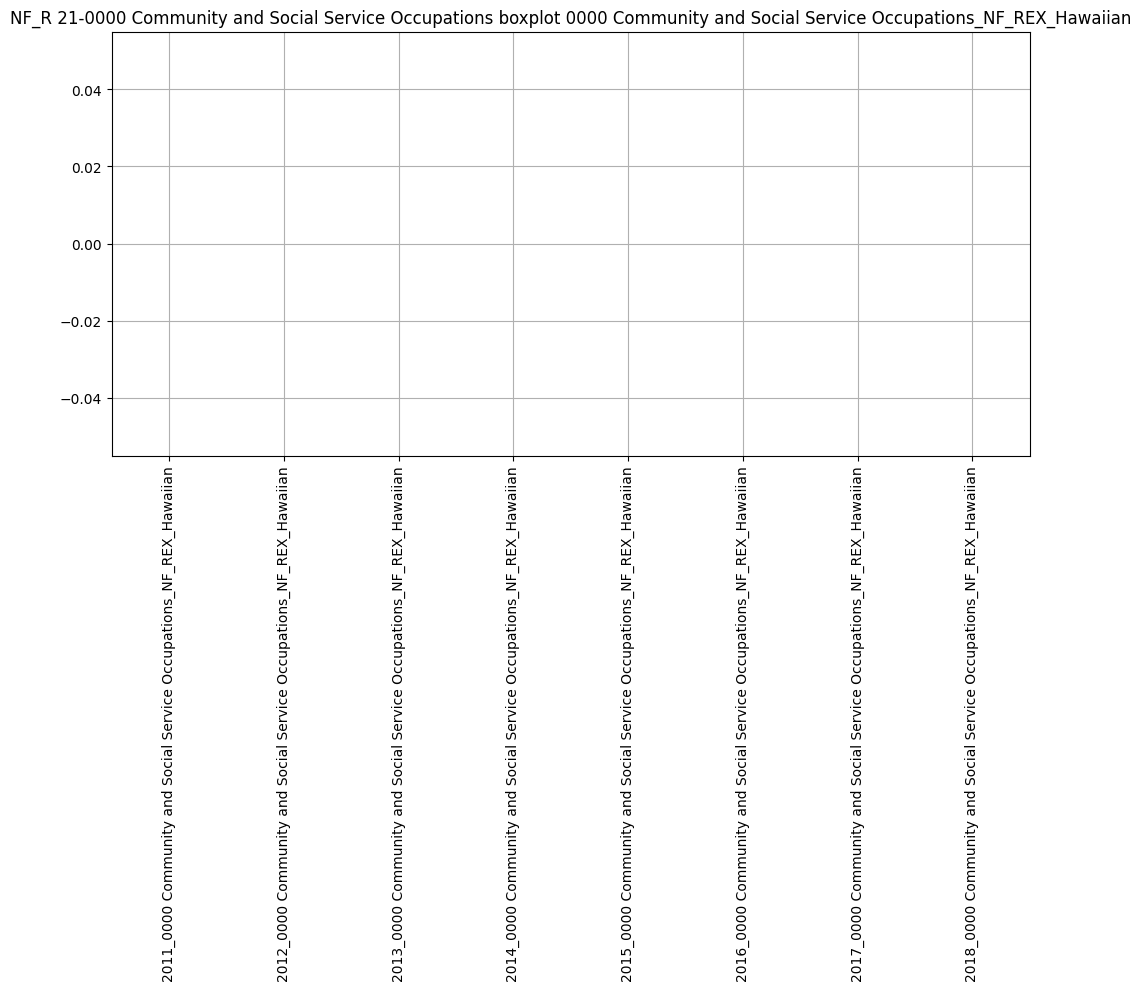 NF_R 21-0000 Community and Social Service Occupations boxplot 0000 Community and Social Service Occupations_NF_REX_Hawaiian
0.04
0.02
0.00
−0.02
−0.04
2011_0000 Community and Social Service Occupations_NF_REX_Hawaiian
2012_0000 Community and Social Service Occupations_NF_REX_Hawaiian
2013_0000 Community and Social Service Occupations_NF_REX_Hawaiian
2014_0000 Community and Social Service Occupations_NF_REX_Hawaiian
2015_0000 Community and Social Service Occupations_NF_REX_Hawaiian
2016_0000 Community and Social Service Occupations_NF_REX_Hawaiian
2017_0000 Community and Social Service Occupations_NF_REX_Hawaiian
2018_0000 Community and Social Service Occupations_NF_REX_Hawaiian